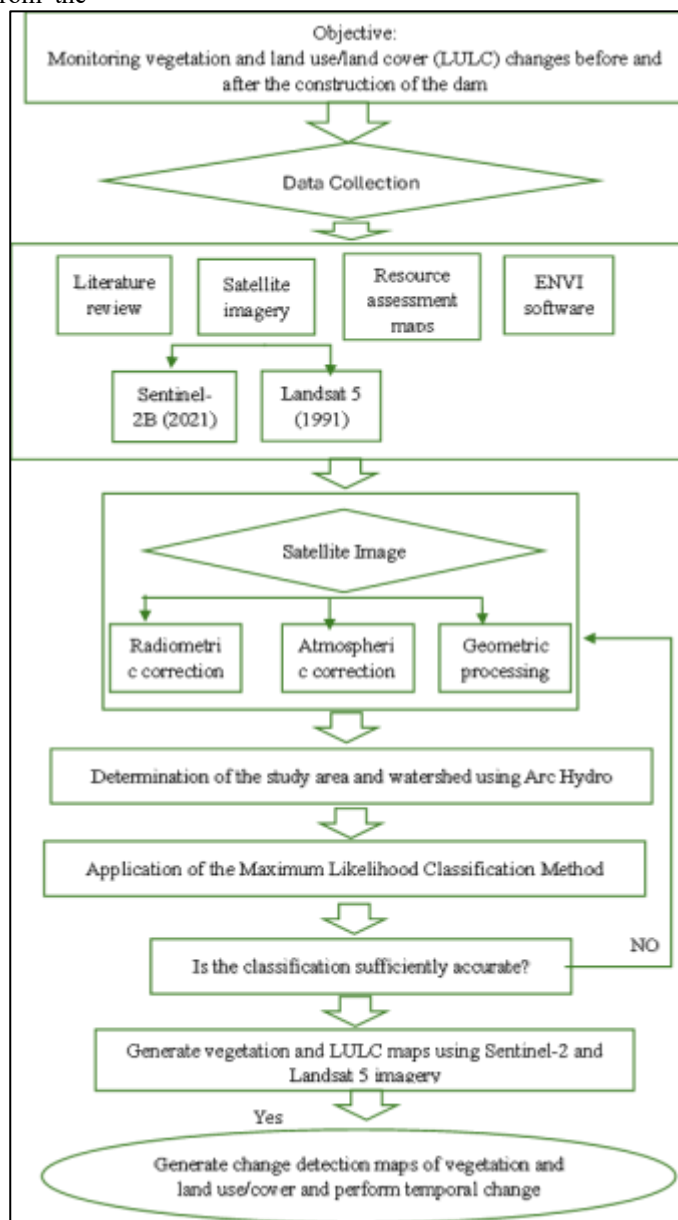 from the
Objective:
Monitoring vegetation and land use/land cover (LULC) changes before and
after the construction of the dam
Data Collection
Literature
review
Satellite
imagery
Resource
assessment
maps
ENVI
software
Sentinel-
2B (2021)
Landsat 5
(1991)
Satellite Image
Radiometri
c correction
Atmospheri
c correction
Geometric
processing
Determination of the study area and watershed using Arc Hydro
Application of the Maximum Likelihood Classification Method
NO
Is the classification sufficiently accurate?
Generate vegetation and LULC maps using Sentinel-2 and
Landsat 5 imagery
Yes
Generate change detection maps of vegetation and
land use/cover and perform temporal change